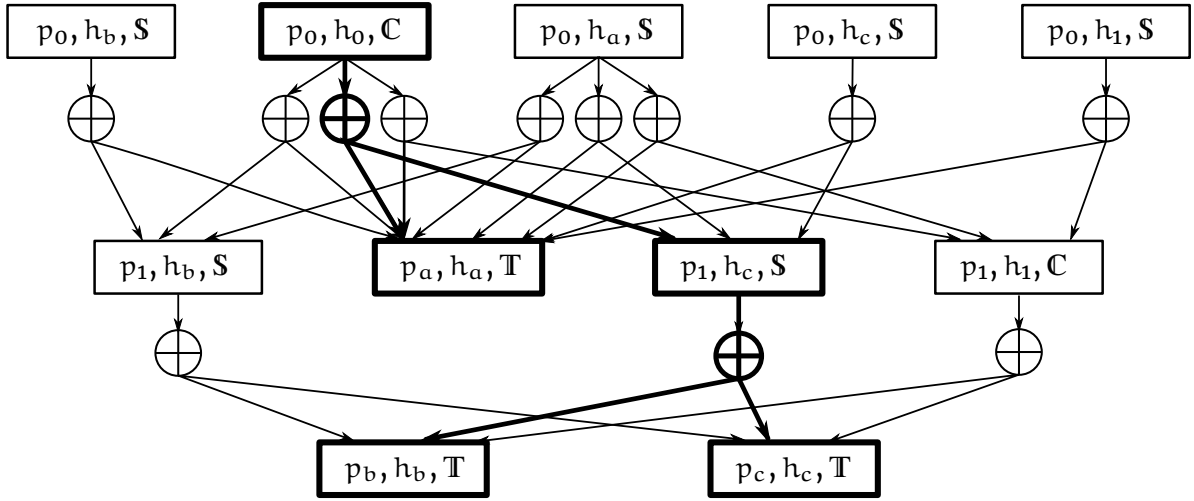 p₀, h_b, 𝕊 p₀, h₀, ℂ p₀, h_a, 𝕊 p₀, h_c, 𝕊 p₀, h₁, 𝕊
p₁, h_b, 𝕊 p_a, h_a, 𝕋 p₁, h_c, 𝕊 p₁, h₁, ℂ
p_b, h_b, 𝕋 p_c, h_c, 𝕋